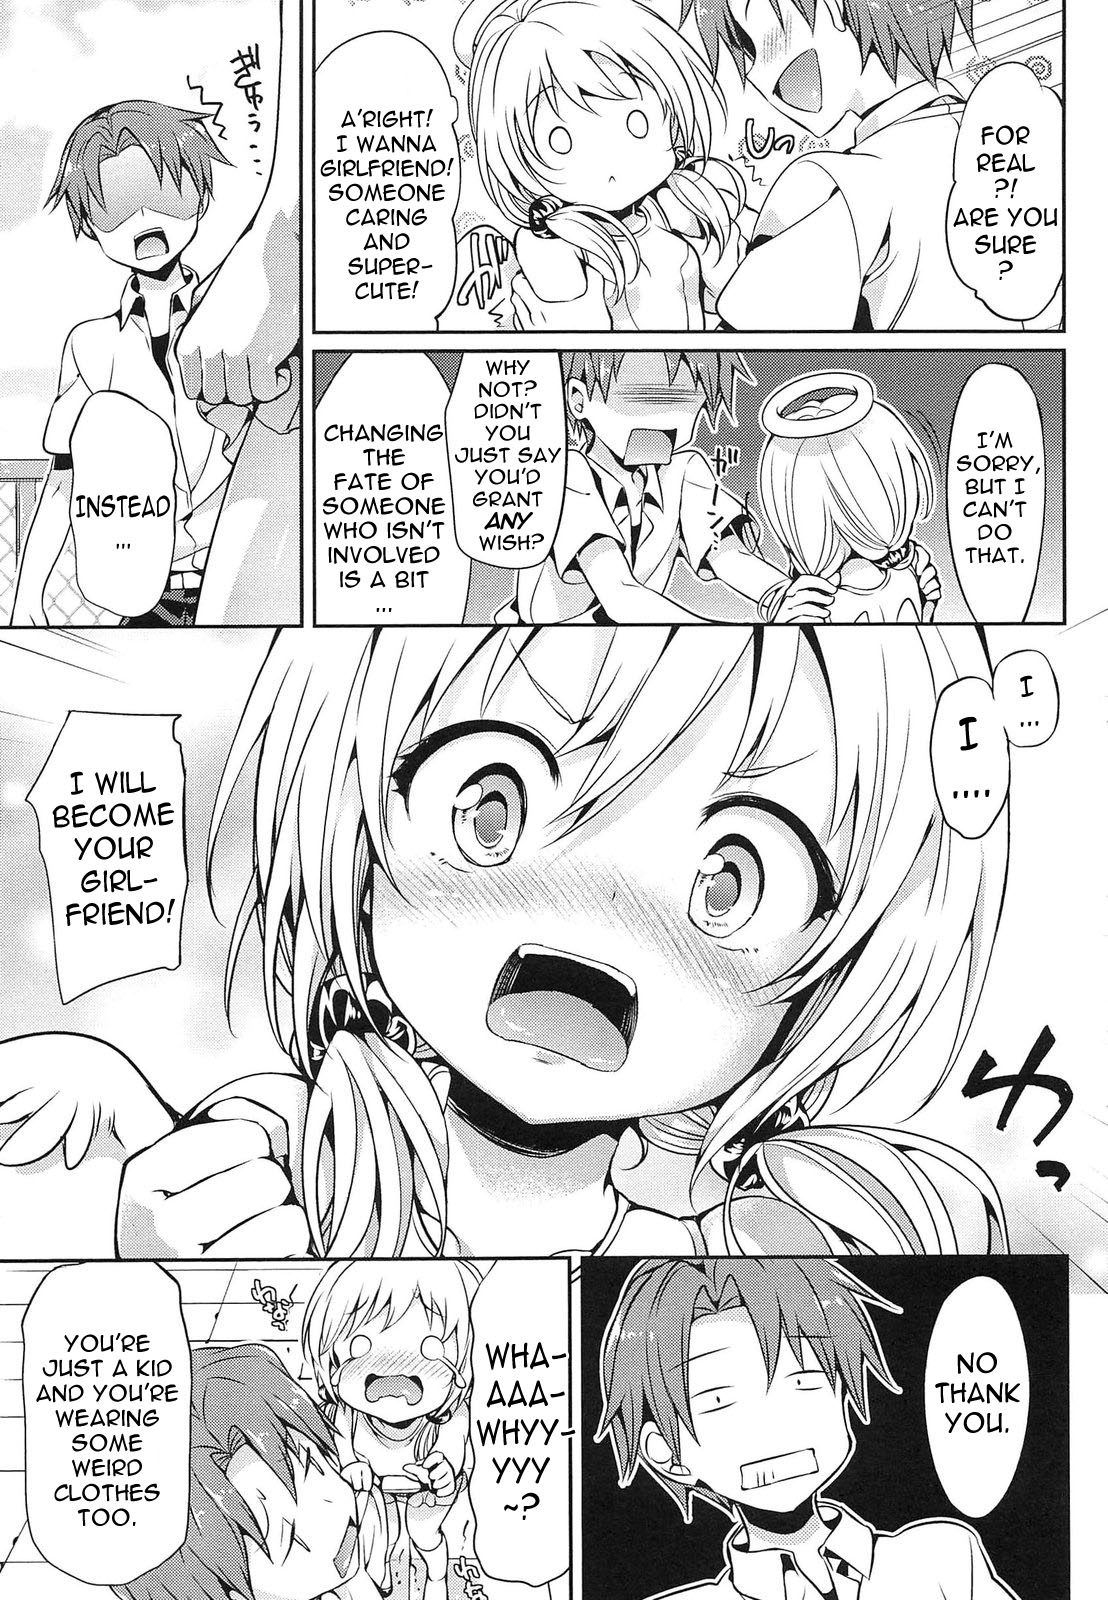 FOR
REAL
?!
ARE YOU
SURE
?
A'RIGHT!
I WANNA
GIRLFRIEND!
SOMEONE
CARING
AND
SUPER-
CUTE!
I'M
SORRY,
BUT I
CAN'T
DO
THAT.
WHY
NOT?
DIDN'T
YOU
JUST SAY
YOU'D
GRANT
ANY
WISH?
CHANGING
THE
FATE OF
SOMEONE
WHO ISN'T
INVOLVED
IS A BIT
...
INSTEAD
...
I
...
I
....
I WILL
BECOME
YOUR
GIRL-
FRIEND!
NO
THANK
YOU.
WHA-
AAA-
WHYY-
YYY
~?
YOU'RE
JUST A KID
AND YOU'RE
WEARING
SOME
WEIRD
CLOTHES
TOO.